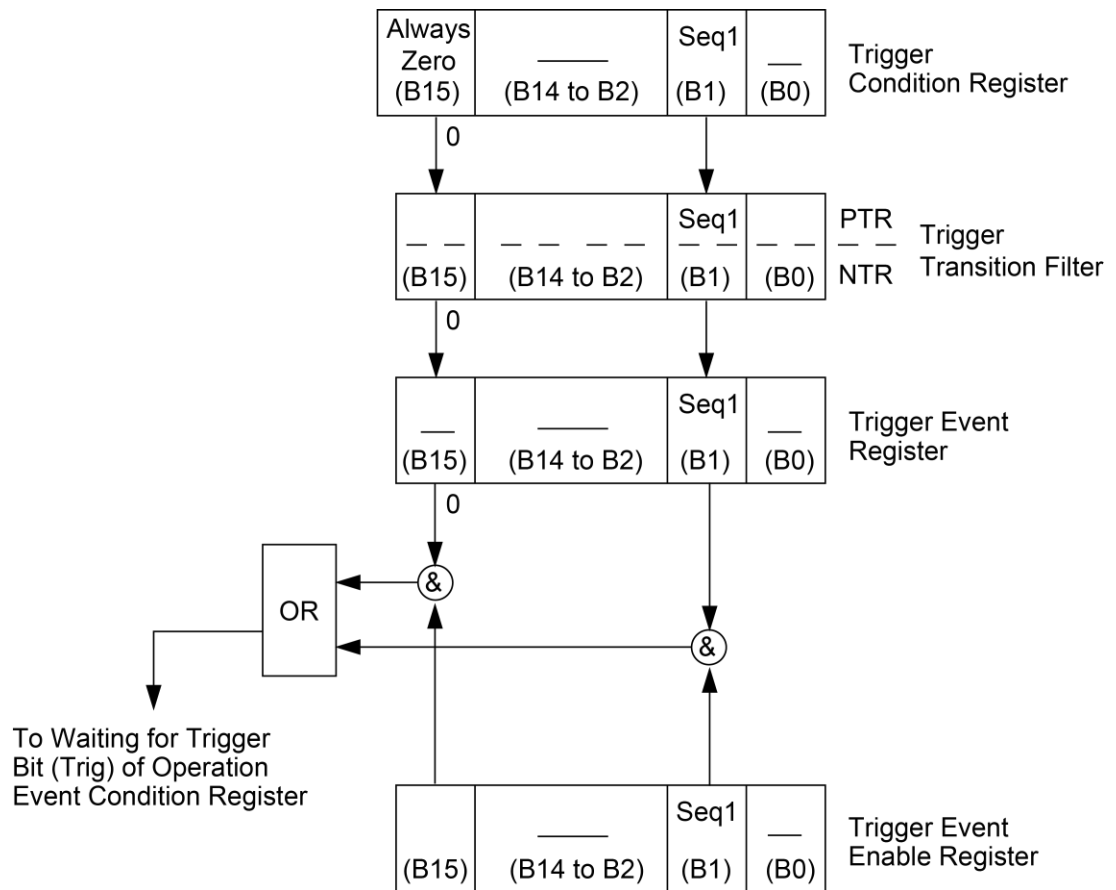 Always
Zero
(B15)
(B14 to B2)
Seq1
(B1)
(B0)
Trigger
Condition Register
0
Seq1
(B15)
(B14 to B2)
(B1)
(B0)
PTR
NTR
Trigger
Transition Filter
0
Seq1
(B15)
(B14 to B2)
(B1)
(B0)
Trigger Event
Register
0
&
OR
&
To Waiting for Trigger
Bit (Trig) of Operation
Event Condition Register
Seq1
(B15)
(B14 to B2)
(B1)
(B0)
Trigger Event
Enable Register